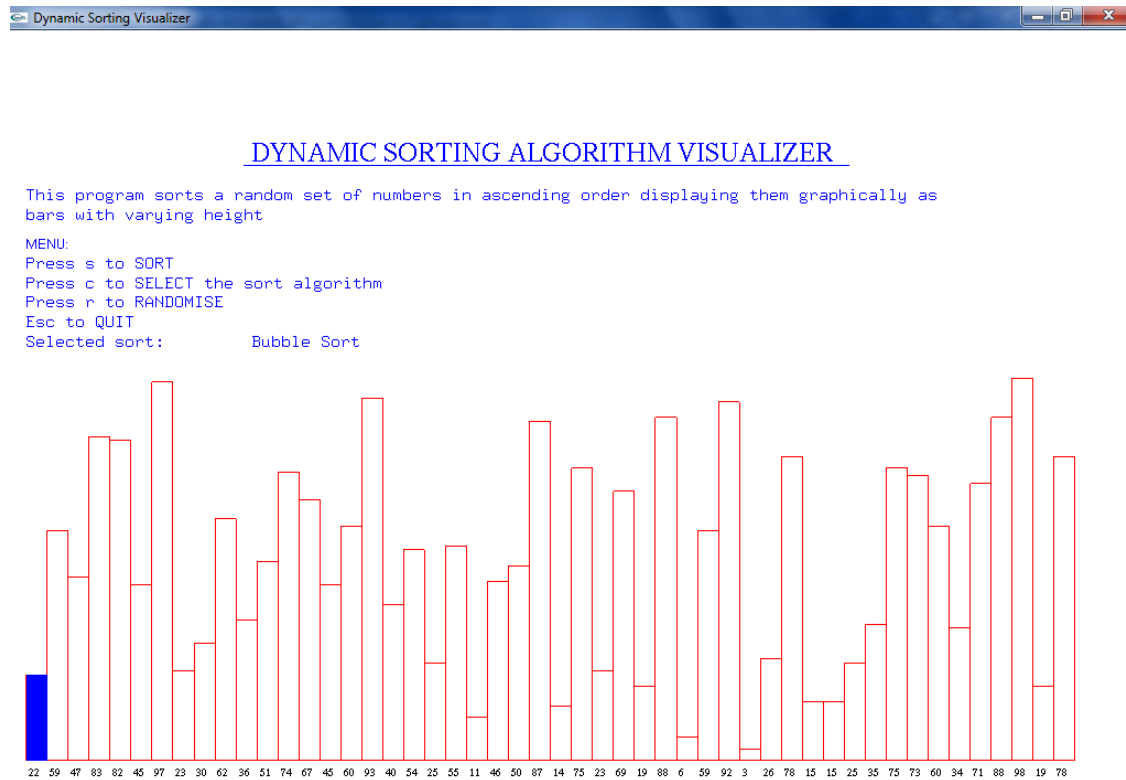 Dynamic Sorting Visualizer
DYNAMIC SORTING ALGORITHM VISUALIZER
This program sorts a random set of numbers in ascending order displaying them graphically as
bars with varying height
MENU:
Press s to SORT
Press c to SELECT the sort algorithm
Press r to RANDOMISE
Esc to QUIT
Selected sort: Bubble Sort
22 59 47 83 82 45 97 23 30 62 36 51 74 67 45 60 93 40 54 25 55 11 46 50 87 14 75 23 69 19 88 6 59 92 3 26 78 15 15 25 35 75 73 60 34 71 88 98 19 78